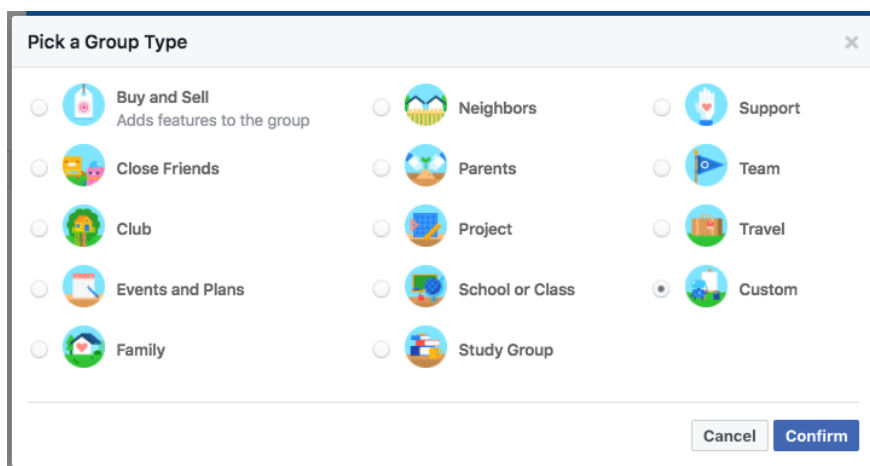 Pick a Group Type
Buy and Sell
Adds features to the group
Close Friends
Club
Events and Plans
Family
Neighbors
Parents
Project
School or Class
Study Group
Support
Team
Travel
Custom
Cancel
Confirm